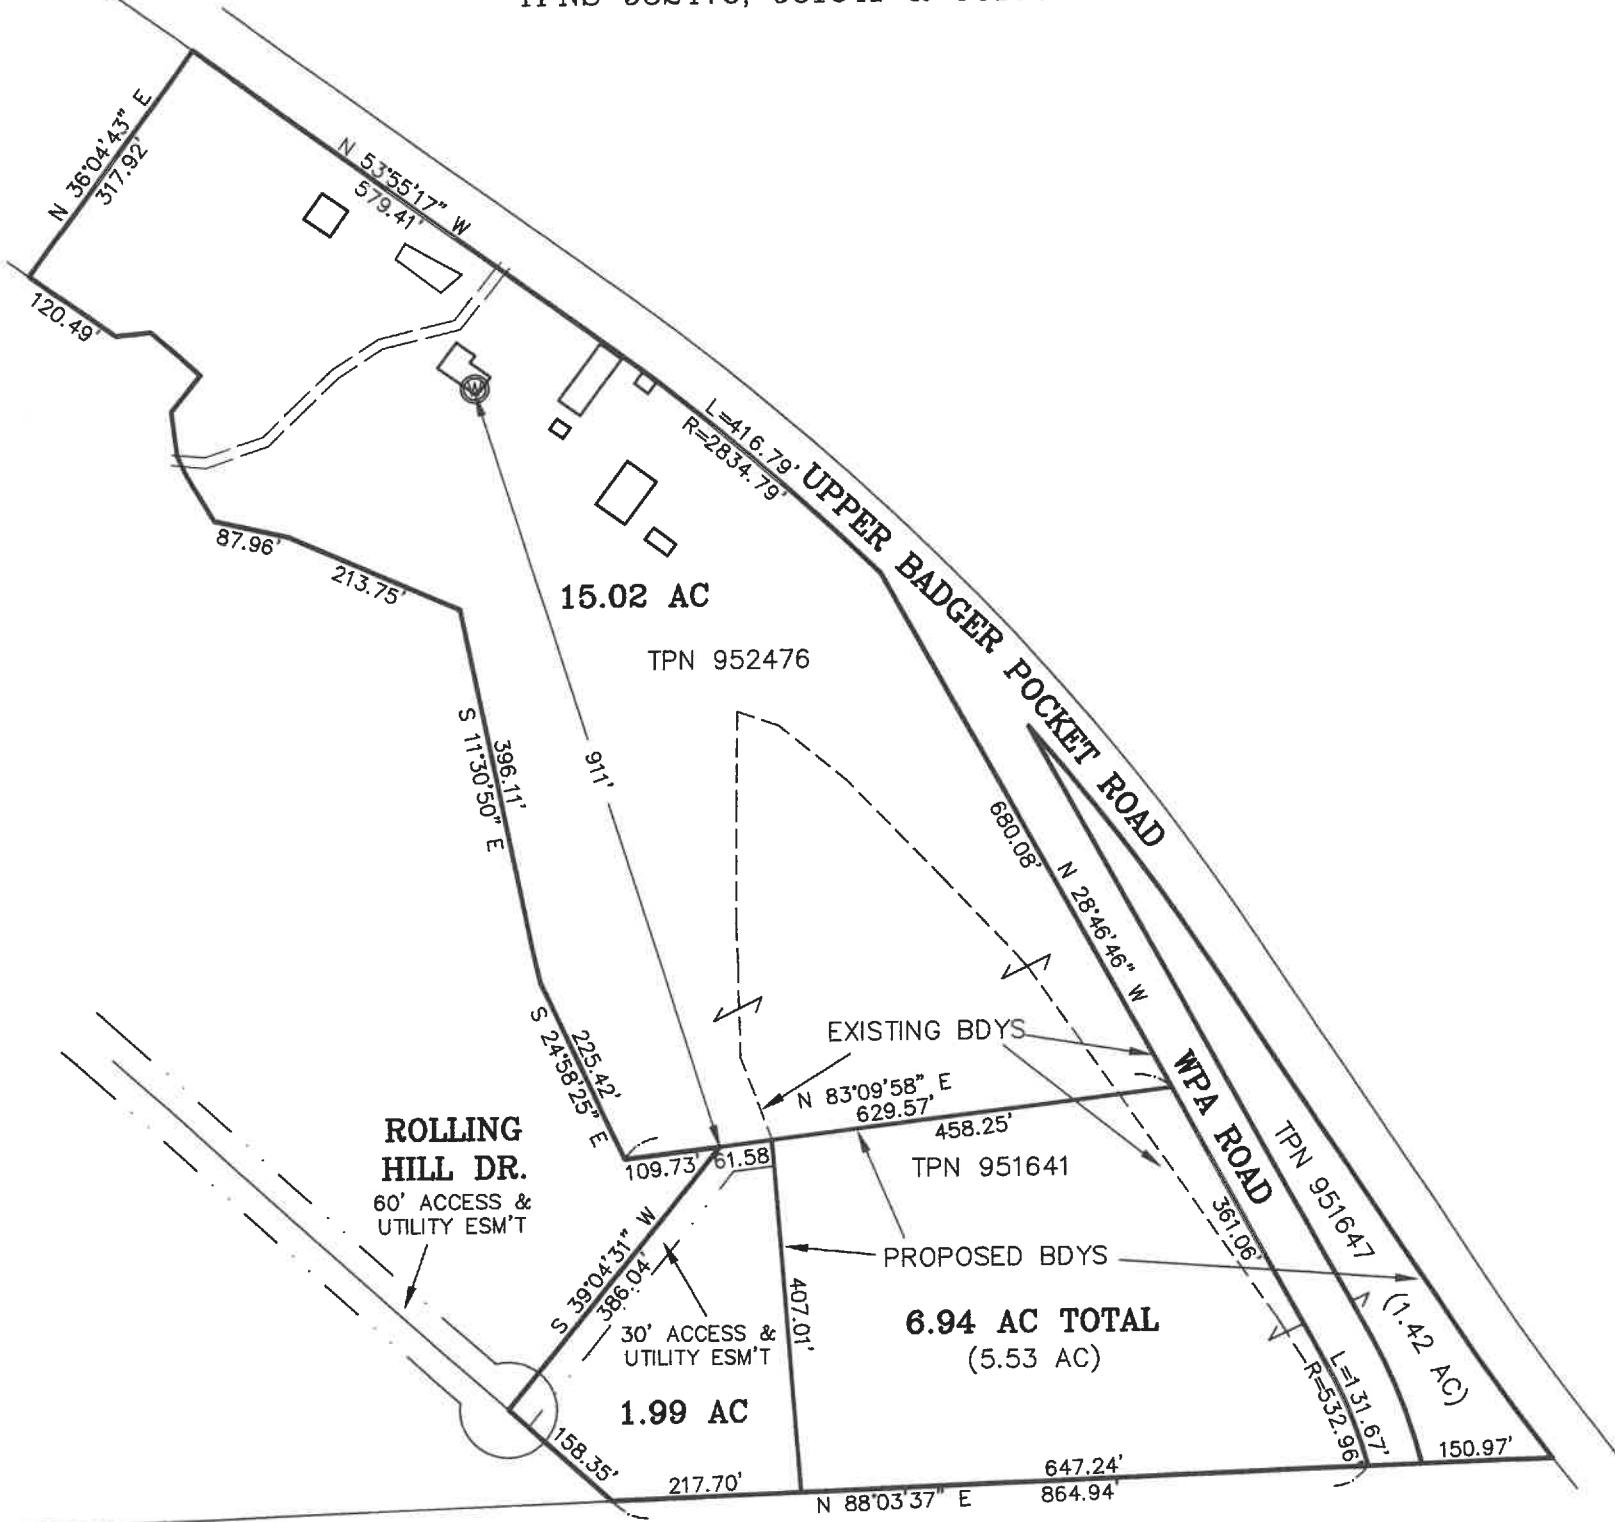 N 36°04'43" E
317.92'
N 53°55'17" W
579.41'
120.49'
W
L=416.79'
R=2834.79'
UPPER BADGER POCKET ROAD
87.96'
213.75'
15.02 AC
TPN 952476
S 11°30'50" E
396.11'
911'
680.08'
N 28°46'46" W
EXISTING BDYS
N 83°09'58" E
629.57'
458.25'
WPA ROAD
S 24°58'25" E
225.42'
ROLLING
HILL DR.
60' ACCESS &
UTILITY ESM'T
109.73'
61.58
TPN 951641
TPN 951647
(1.42 AC)
361.06'
S 39°04'31" W
386.04'
PROPOSED BDYS
407.01'
30' ACCESS &
UTILITY ESM'T
6.94 AC TOTAL
(5.53 AC)
1.99 AC
L=131.67'
R=532.96'
158.35'
217.70'
647.24'
150.97'
N 88°03'37" E
864.94'